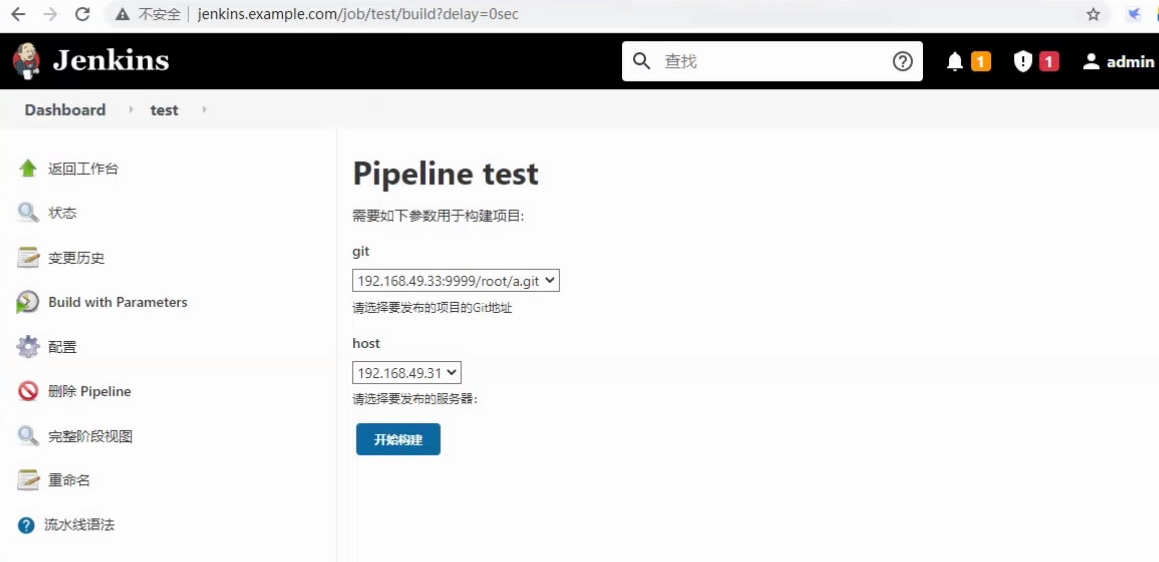 不安全 jenkins.example.com/job/test/build?delay=0sec
Jenkins
查找
1
1
admin
Dashboard
test
返回工作台
状态
变更历史
Build with Parameters
配置
删除 Pipeline
完整阶段视图
重命名
流水线语法
Pipeline test
需要如下参数用于构建项目:
git
192.168.49.33:9999/root/a.git
请选择要发布的项目的Git地址
host
192.168.49.31
请选择要发布的服务器:
开始构建